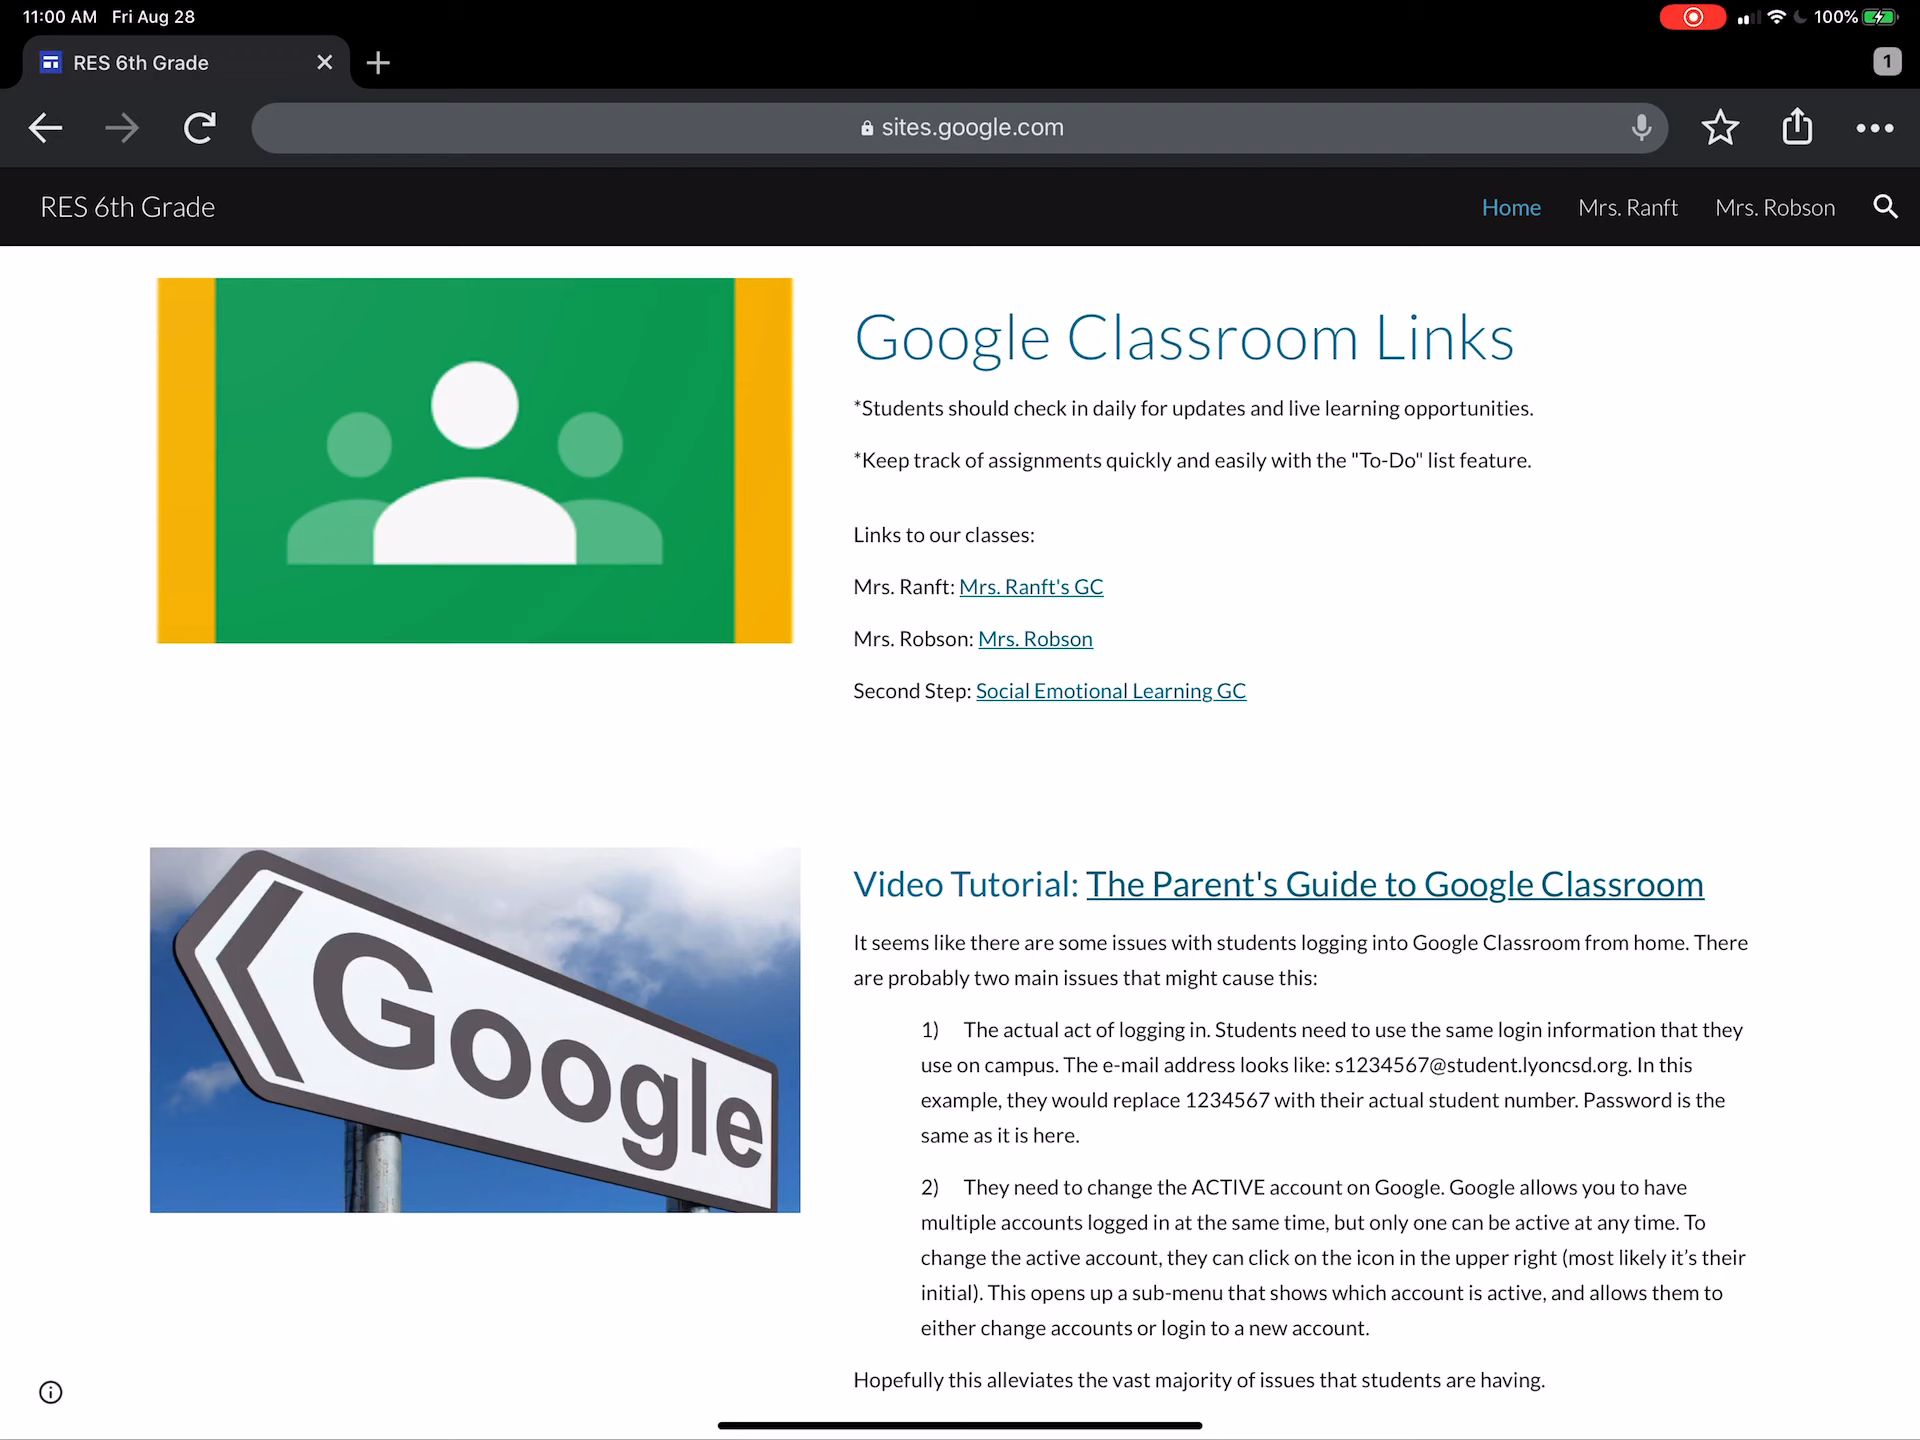 11:00 AM Fri Aug 28
100%
RES 6th Grade
1
sites.google.com
RES 6th Grade
Home Mrs. Ranft Mrs. Robson
Google Classroom Links
*Students should check in daily for updates and live learning opportunities.
*Keep track of assignments quickly and easily with the "To-Do" list feature.
Links to our classes:
Mrs. Ranft: Mrs. Ranft's GC
Mrs. Robson: Mrs. Robson
Second Step: Social Emotional Learning GC
Google
Video Tutorial: The Parent's Guide to Google Classroom
It seems like there are some issues with students logging into Google Classroom from home. There
are probably two main issues that might cause this:
1) The actual act of logging in. Students need to use the same login information that they
use on campus. The e-mail address looks like: s1234567@student.lyoncsd.org. In this
example, they would replace 1234567 with their actual student number. Password is the
same as it is here.
2) They need to change the ACTIVE account on Google. Google allows you to have
multiple accounts logged in at the same time, but only one can be active at any time. To
change the active account, they can click on the icon in the upper right (most likely it’s their
initial). This opens up a sub-menu that shows which account is active, and allows them to
either change accounts or login to a new account.
Hopefully this alleviates the vast majority of issues that students are having.